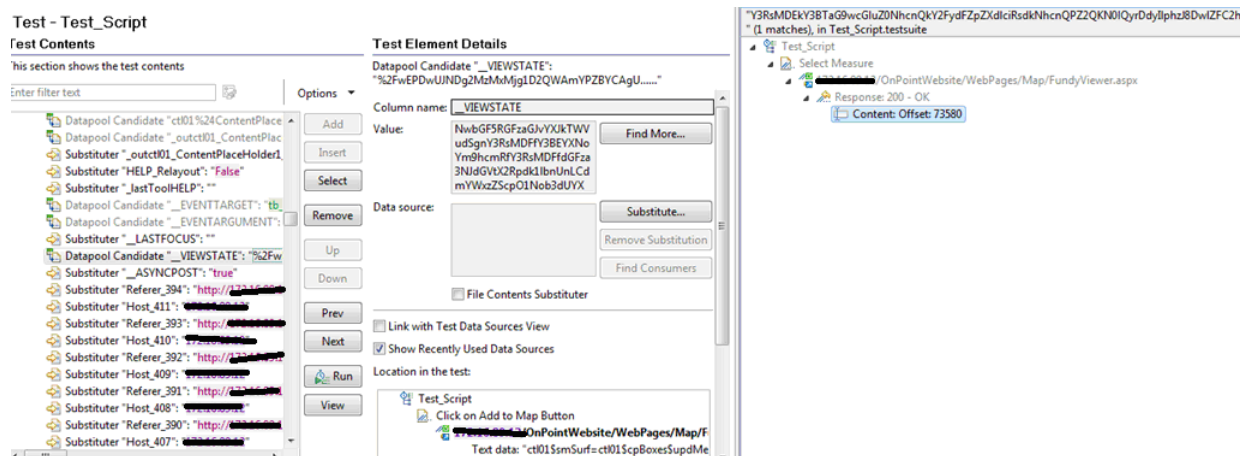 Test - Test_Script
Test Contents
This section shows the test contents
Enter filter text
Options
Datapool Candidate "ctl01%24ContentPlace
Datapool Candidate "_outctl01_ContentPlac
Substituter "_outctl01_ContentPlaceHolder1_
Substituter "HELP_Relayout": "False"
Substituter "_lastToolHELP": ""
Datapool Candidate "__EVENTTARGET": "tb_
Datapool Candidate "__EVENTARGUMENT":
Substituter "__LASTFOCUS": ""
Datapool Candidate "__VIEWSTATE": "%2Fw
Substituter "__ASYNCPOST": "true"
Substituter "Referer_394": "http://
Substituter "Host_411":
Substituter "Referer_393": "http://
Substituter "Host_410":
Substituter "Referer_392": "http://
Substituter "Host_409":
Substituter "Referer_391": "http://
Substituter "Host_408":
Substituter "Referer_390": "http://
Substituter "Host_407":
Add
Insert
Select
Remove
Up
Down
Prev
Next
Run
View
Test Element Details
Datapool Candidate "__VIEWSTATE":
"%2FwEPDwUJNDg2MzMxMjg1D2QWAmYPZBYCAgU......"
Column name: __VIEWSTATE
Value:
NwbGF5RGFzaGJvYXJkTWV
udSgnY3RsMDFfY3BEYXNo
Ym9hcmRfY3RsMDFfdGFza
3NJdGVtX2Rpdk1lbnUnLCd
mYWxzZScpO1Nob3dUYX
Find More...
Data source:
Substitute...
Remove Substitution
Find Consumers
File Contents Substituter
Link with Test Data Sources View
Show Recently Used Data Sources
Location in the test:
Test_Script
Click on Add to Map Button
/OnPointWebsite/WebPages/Map/F
Text data: "ctl01$smSurf=ctl01$cpBoxes$updMe
" (1 matches), in Test_Script.testsuite
Test_Script
Select Measure
/OnPointWebsite/WebPages/Map/FundyViewer.aspx
Response: 200 - OK
Content: Offset: 73580